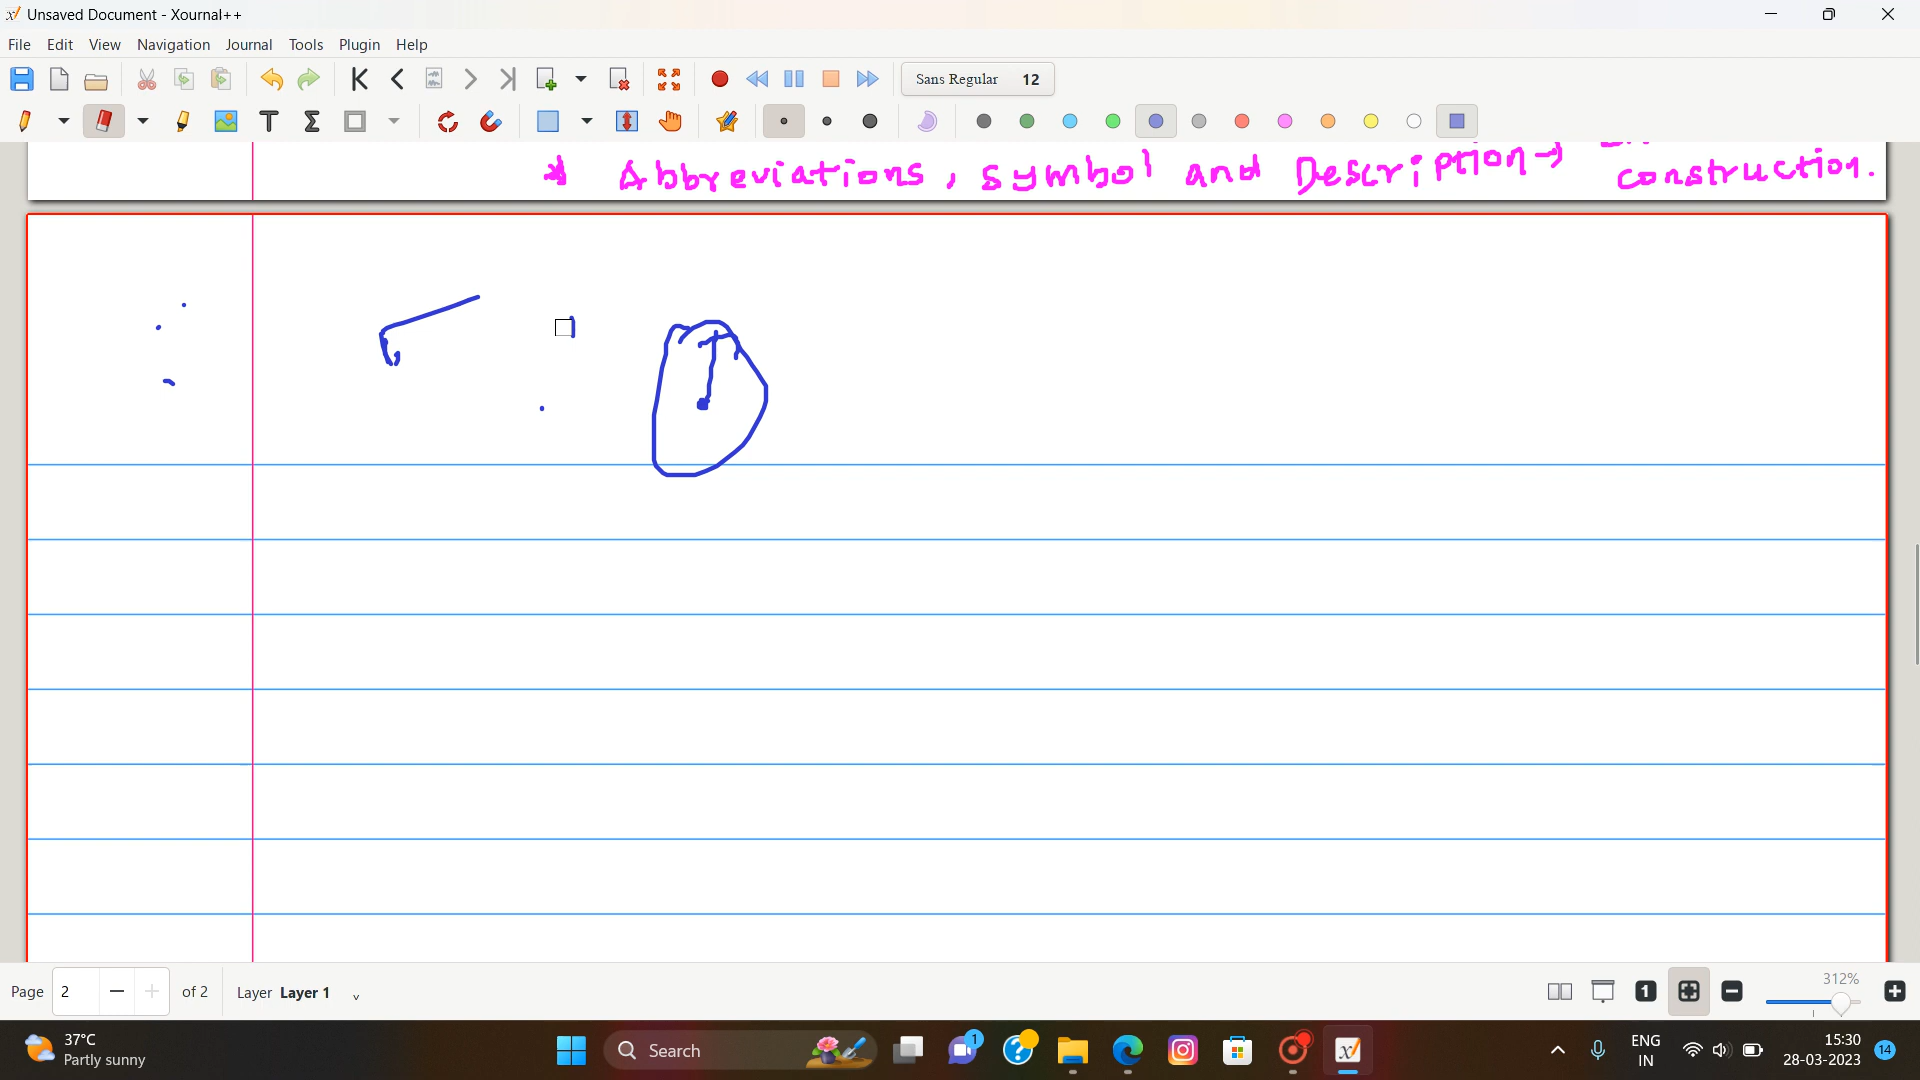 Unsaved Document - Xournal++
File Edit View Navigation Journal Tools Plugin Help
Sans Regular 12
* Abbreviations, symbol and Description → construction.
Page 2 of 2 Layer Layer 1
312%
37°C
Partly sunny
Search
1
ENG
IN
15:30
28-03-2023
14